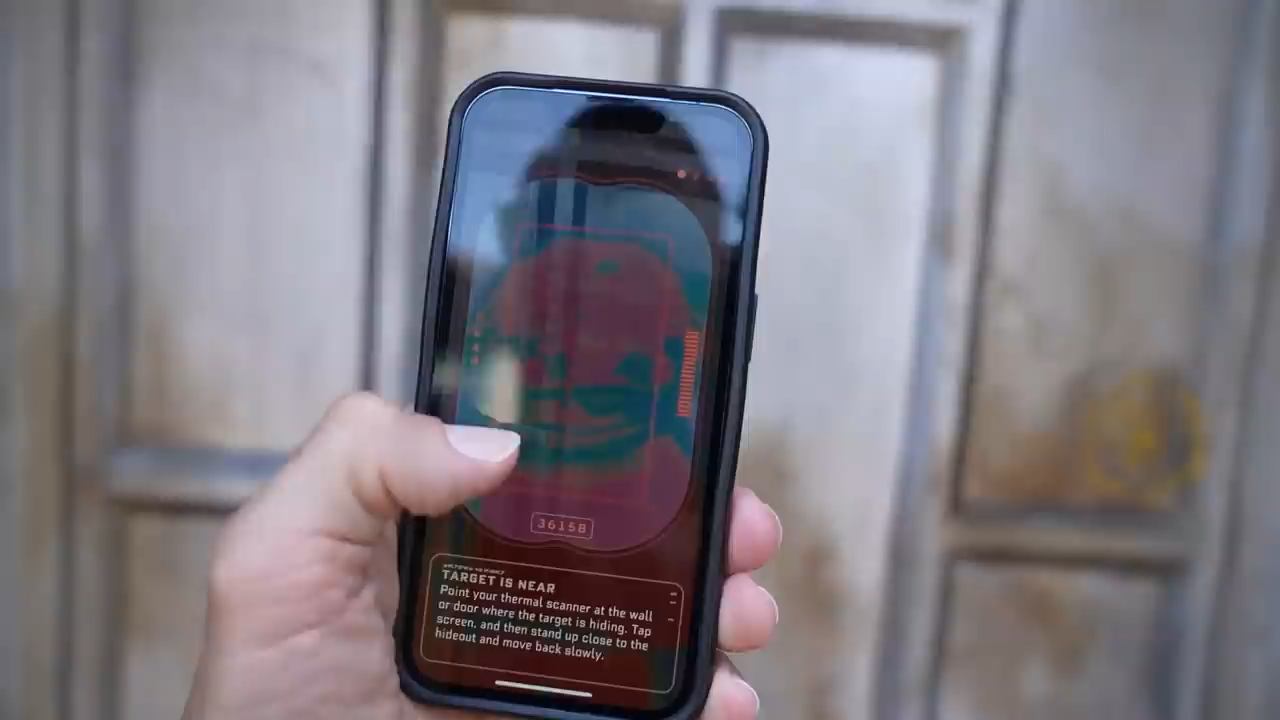 36158
TARGET IS NEAR
Point your thermal scanner at the wall
or door where the target is hiding. Tap
screen, and then stand up close to the
hideout and move back slowly.